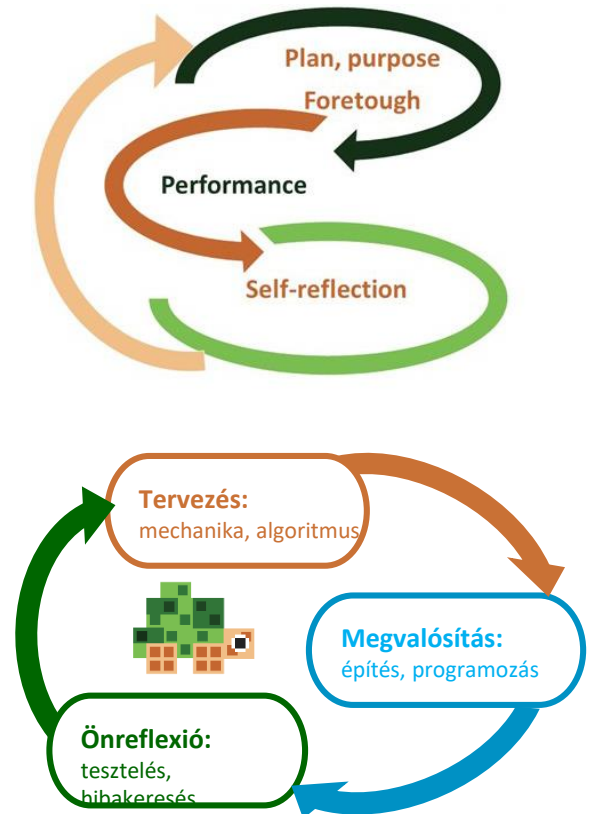 Plan, purpose
Foretough
Performance
Self-reflection
Tervezés:
mechanika, algoritmus
Megvalósítás:
építés, programozás
Önreflexió:
tesztelés,
hibakeresés